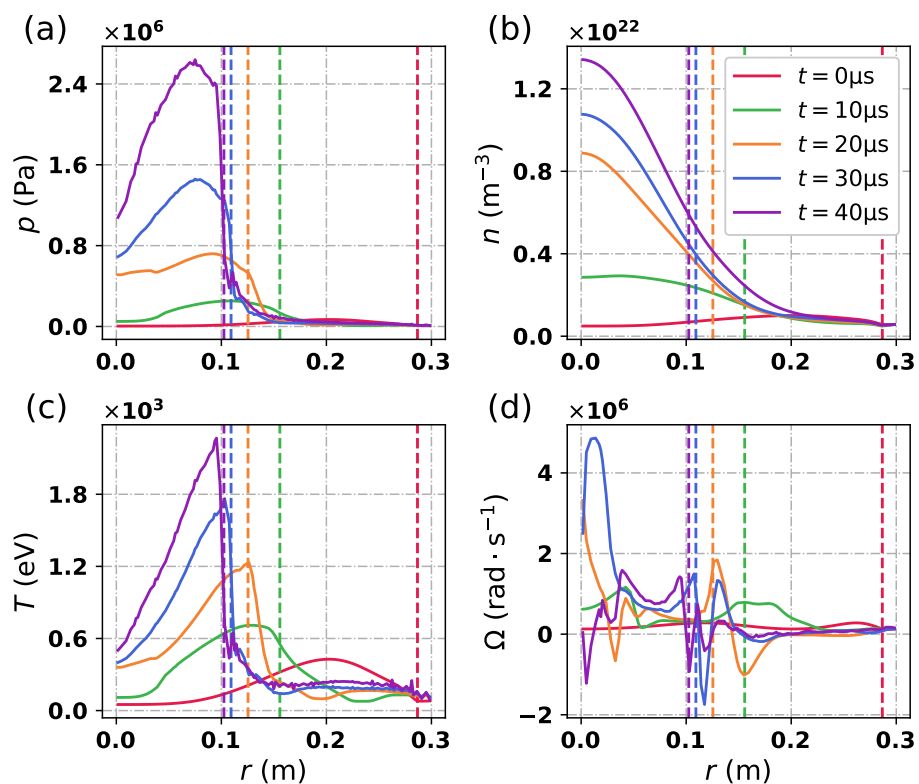 (a)
×10⁶
2.4
1.6
0.8
0.0
p (Pa)
0.0 0.1 0.2 0.3
(b)
×10²²
1.2
0.8
0.4
0.0
n (m⁻³)
0.0 0.1 0.2 0.3
t = 0μs
t = 10μs
t = 20μs
t = 30μs
t = 40μs
(c)
×10³
1.8
1.2
0.6
0.0
T (eV)
0.0 0.1 0.2 0.3
r (m)
(d)
×10⁶
4
2
0
−2
Ω (rad · s⁻¹)
0.0 0.1 0.2 0.3
r (m)